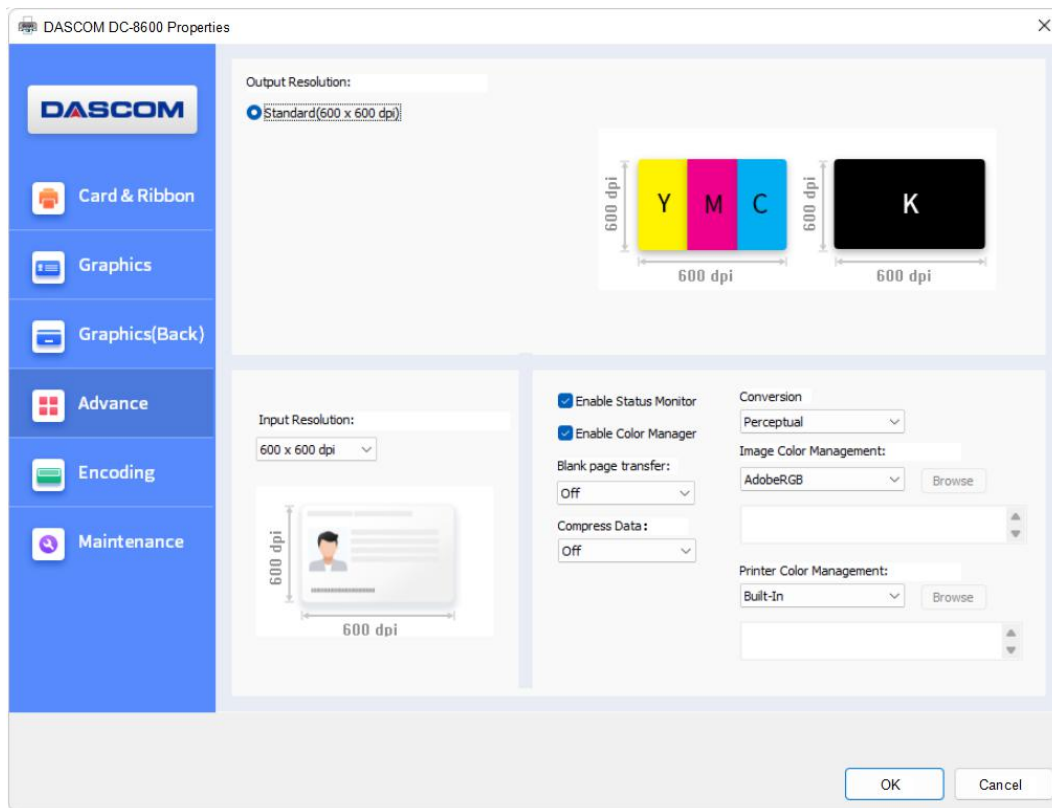 DASCOM DC-8600 Properties
DASCOM
Card & Ribbon
Graphics
Graphics(Back)
Advance
Encoding
Maintenance
Output Resolution:
Standard(600 x 600 dpi)
600 dpi
Y M C
600 dpi
600 dpi
K
600 dpi
Input Resolution:
600 x 600 dpi
600 dpi
600 dpi
Enable Status Monitor
Enable Color Manager
Blank page transfer:
Off
Compress Data:
Off
Conversion
Perceptual
Image Color Management:
AdobeRGB
Browse
Printer Color Management:
Built-In
Browse
OK
Cancel